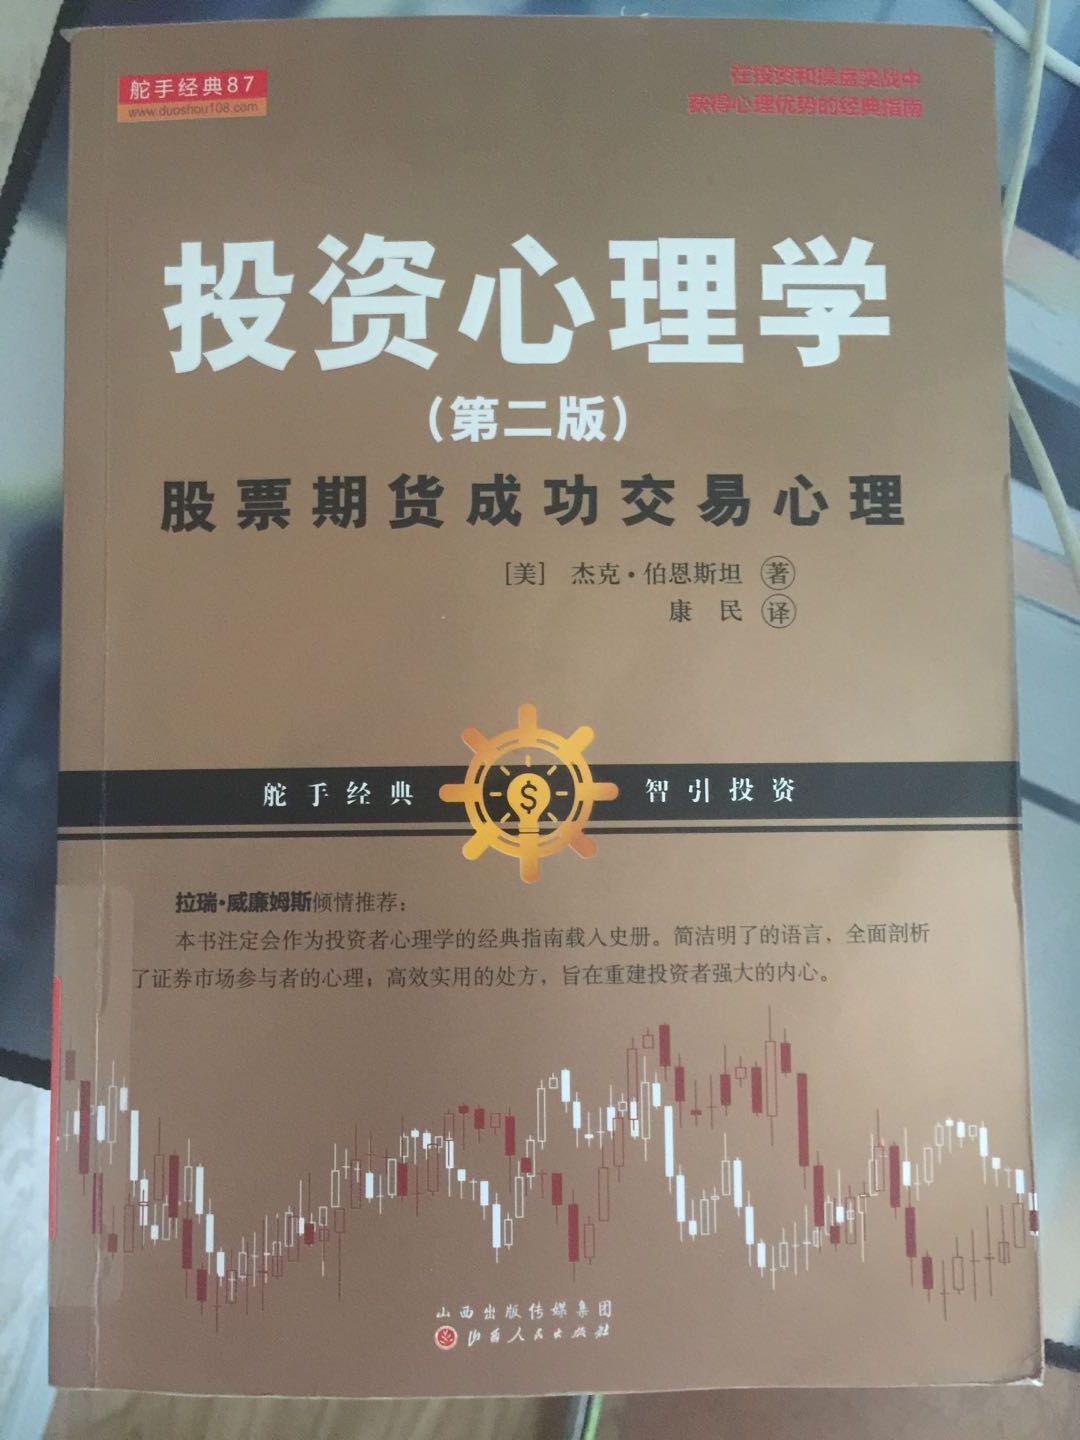 舵手经典87
www.duoshou108.com
在投资和操盘实战中
获得心理优势的经典指南
投资心理学
（第二版）
股票期货成功交易心理
[美] 杰克·伯恩斯坦 著
康 民 译
舵手经典 智引投资
$
拉瑞·威廉姆斯倾情推荐：
本书注定会作为投资者心理学的经典指南载入史册。简洁明了的语言，全面剖析
了证券市场参与者的心理；高效实用的处方，旨在重建投资者强大的内心。
山西出版传媒集团
山西人民出版社